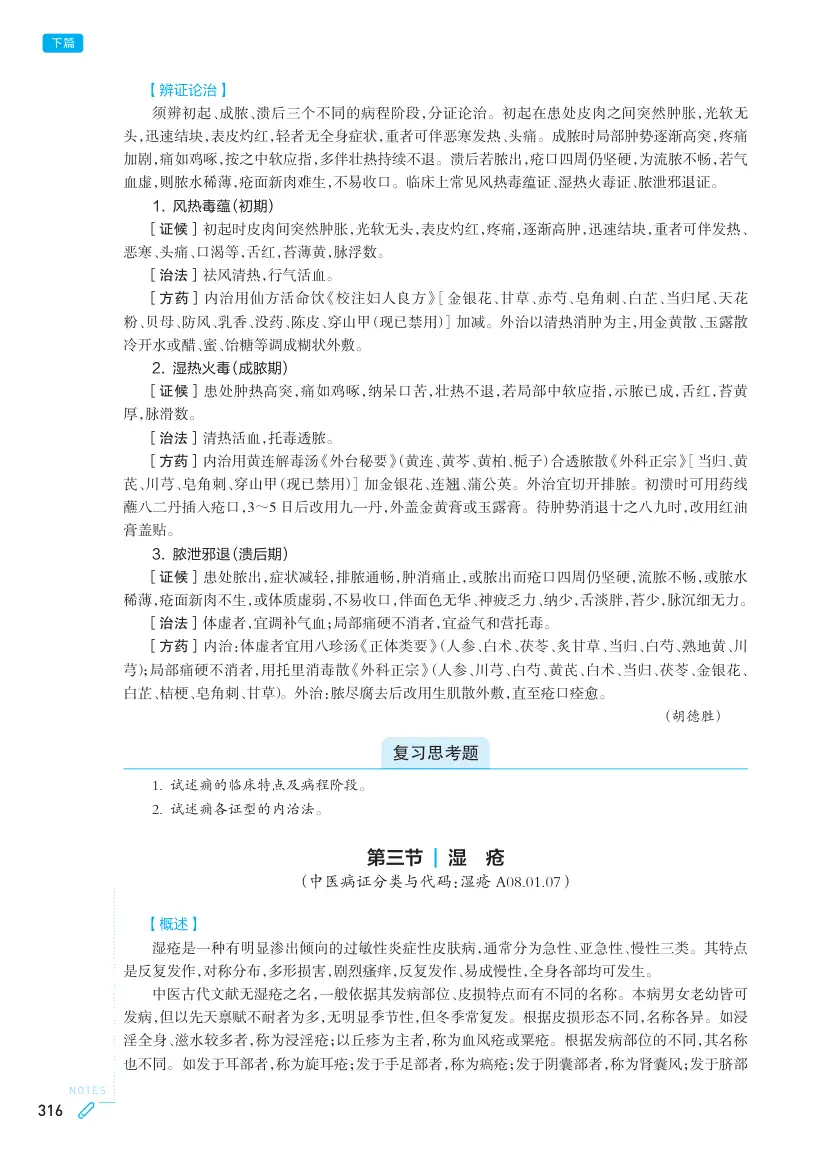 下篇
【辨证论治】
须辨初起、成脓、溃后三个不同的病程阶段,分证论治。初起在患处皮肉之间突然肿胀,光软无
头,迅速结块,表皮灼红,轻者无全身症状,重者可伴恶寒发热、头痛。成脓时局部肿势逐渐高突,疼痛
加剧,痛如鸡啄,按之中软应指,多伴壮热持续不退。溃后若脓出,疮口四周仍坚硬,为流脓不畅,若气
血虚,则脓水稀薄,疮面新肉难生,不易收口。临床上常见风热毒蕴证、湿热火毒证、脓泄邪退证。
1. 风热毒蕴(初期)
[证候] 初起时皮肉间突然肿胀,光软无头,表皮灼红,疼痛,逐渐高肿,迅速结块,重者可伴发热、
恶寒、头痛、口渴等,舌红,苔薄黄,脉浮数。
[治法] 祛风清热,行气活血。
[方药] 内治用仙方活命饮《校注妇人良方》[金银花、甘草、赤芍、皂角刺、白芷、当归尾、天花
粉、贝母、防风、乳香、没药、陈皮、穿山甲(现已禁用)]加减。外治以清热消肿为主,用金黄散、玉露散
冷开水或醋、蜜、饴糖等调成糊状外敷。
2. 湿热火毒(成脓期)
[证候] 患处肿热高突,痛如鸡啄,纳呆口苦,壮热不退,若局部中软应指,示脓已成,舌红,苔黄
厚,脉滑数。
[治法] 清热活血,托毒透脓。
[方药] 内治用黄连解毒汤《外台秘要》(黄连、黄芩、黄柏、栀子)合透脓散《外科正宗》[当归、黄
芪、川芎、皂角刺、穿山甲(现已禁用)]加金银花、连翘、蒲公英。外治宜切开排脓。初溃时可用药线
蘸八二丹插入疮口,3～5 日后改用九一丹,外盖金黄膏或玉露膏。待肿势消退十之八九时,改用红油
膏盖贴。
3. 脓泄邪退(溃后期)
[证候] 患处脓出,症状减轻,排脓通畅,肿消痛止,或脓出而疮口四周仍坚硬,流脓不畅,或脓水
稀薄,疮面新肉不生,或体质虚弱,不易收口,伴面色无华、神疲乏力、纳少,舌淡胖,苔少,脉沉细无力。
[治法] 体虚者,宜调补气血;局部痛硬不消者,宜益气和营托毒。
[方药] 内治:体虚者宜用八珍汤《正体类要》(人参、白术、茯苓、炙甘草、当归、白芍、熟地黄、川
芎);局部痛硬不消者,用托里消毒散《外科正宗》(人参、川芎、白芍、黄芪、白术、当归、茯苓、金银花、
白芷、桔梗、皂角刺、甘草)。外治:脓尽腐去后改用生肌散外敷,直至疮口痊愈。
(胡德胜)
复习思考题
1. 试述痈的临床特点及病程阶段。
2. 试述痈各证型的内治法。
第三节 | 湿 疮
(中医病证分类与代码:湿疮 A08.01.07)
【概述】
湿疮是一种有明显渗出倾向的过敏性炎症性皮肤病,通常分为急性、亚急性、慢性三类。其特点
是反复发作,对称分布,多形损害,剧烈瘙痒,反复发作、易成慢性,全身各部均可发生。
中医古代文献无湿疮之名,一般依据其发病部位、皮损特点而有不同的名称。本病男女老幼皆可
发病,但以先天禀赋不耐者为多,无明显季节性,但冬季常复发。根据皮损形态不同,名称各异。如浸
淫全身、滋水较多者,称为浸淫疮;以丘疹为主者,称为血风疮或粟疮。根据发病部位的不同,其名称
也不同。如发于耳部者,称为旋耳疮;发于手足部者,称为㾦疮;发于阴囊部者,称为肾囊风;发于脐部
NOTES
316